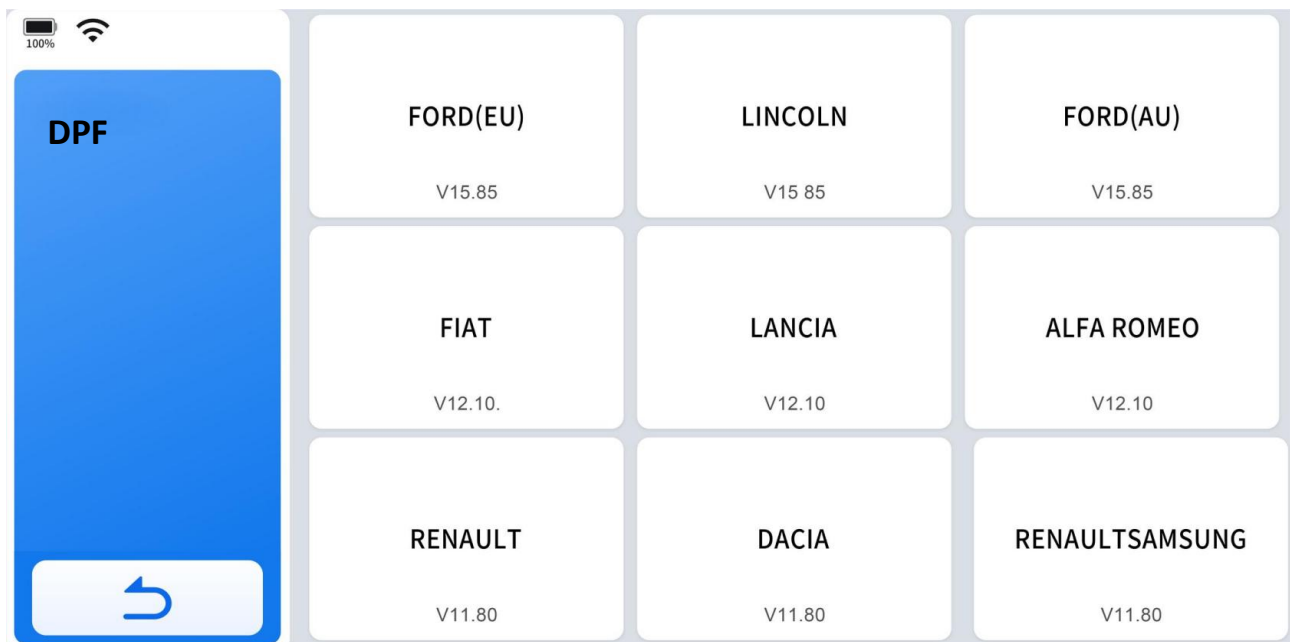 100%
DPF
FORD(EU)
V15.85
LINCOLN
V15 85
FORD(AU)
V15.85
FIAT
V12.10.
LANCIA
V12.10
ALFA ROMEO
V12.10
RENAULT
V11.80
DACIA
V11.80
RENAULTSAMSUNG
V11.80